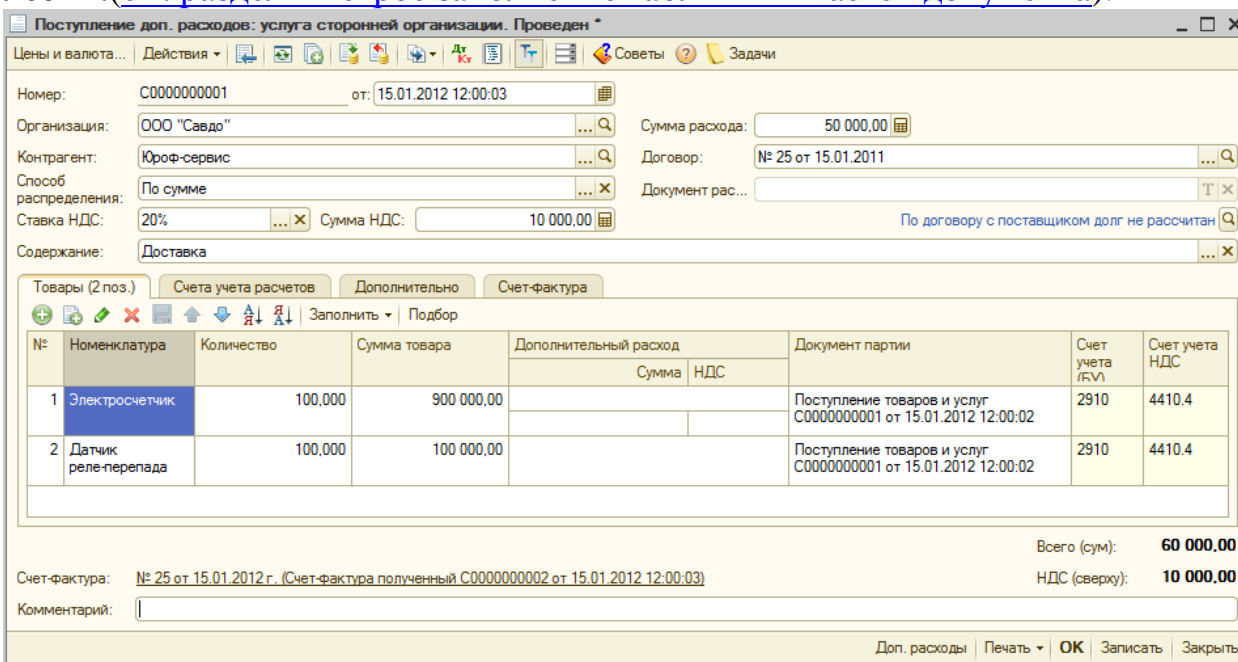 Поступление доп. расходов: услуга сторонней организации. Проведен *
Цены и валюта... Действия Советы Задачи
Номер: С0000000001 от: 15.01.2012 12:00:03
Организация: ООО "Савдо" ... Сумма расхода: 50 000,00
Контрагент: Юроф-сервис ... Договор: № 25 от 15.01.2011 ...
Способ распределения: По сумме ... Документ рас...
Ставка НДС: 20% ... Сумма НДС: 10 000,00 По договору с поставщиком долг не рассчитан
Содержание: Доставка ...
Товары (2 поз.) Счета учета расчетов Дополнительно Счет-фактура
Заполнить Подбор
№ Номенклатура Количество Сумма товара Дополнительный расход Документ партии Счет учета (БУ) Счет учета НДС
Сумма НДС
1 Электросчетчик 100,000 900 000,00 Поступление товаров и услуг 2910 4410.4
С0000000001 от 15.01.2012 12:00:02
2 Датчик 100,000 100 000,00 Поступление товаров и услуг 2910 4410.4
реле-перепада С0000000001 от 15.01.2012 12:00:02
Всего (сум): 60 000,00
Счет-фактура: № 25 от 15.01.2012 г. (Счет-фактура полученный С0000000002 от 15.01.2012 12:00:03) НДС (сверху): 10 000,00
Комментарий:
Доп. расходы Печать OK Записать Закрыть